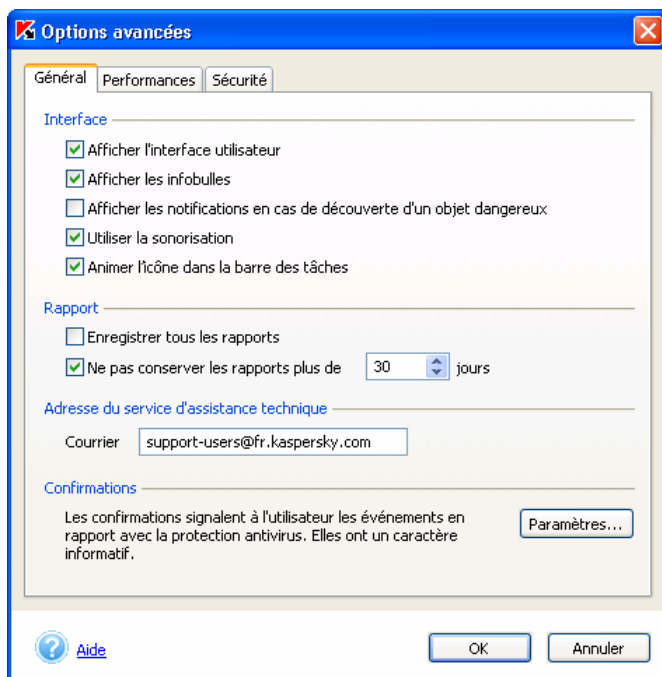 Options avancées
Général Performances Sécurité
Interface
Afficher l'interface utilisateur
Afficher les infobulles
Afficher les notifications en cas de découverte d'un objet dangereux
Utiliser la sonorisation
Animer l'icône dans la barre des tâches
Rapport
Enregistrer tous les rapports
Ne pas conserver les rapports plus de 30 jours
Adresse du service d'assistance technique
Courrier support-users@fr.kaspersky.com
Confirmations
Les confirmations signalent à l'utilisateur les événements en
rapport avec la protection antivirus. Elles ont un caractère
informatif.
Paramètres...
Aide OK Annuler